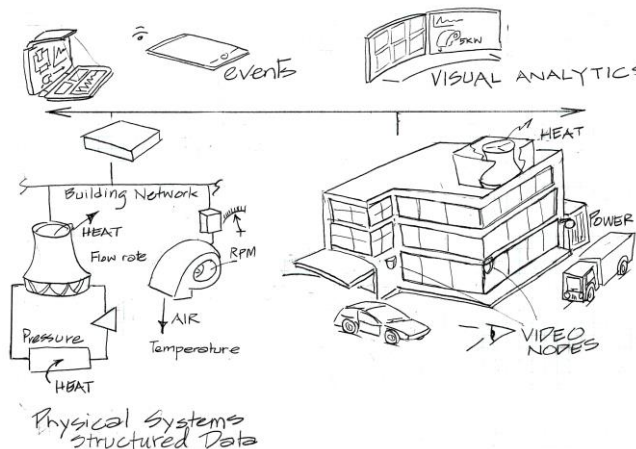 events
5KW
VISUAL ANALYTICS
HEAT
Building Network
HEAT
Flow rate
RPM
POWER
AIR
Temperature
Pressure
HEAT
VIDEO
NODES
Physical Systems
structured Data